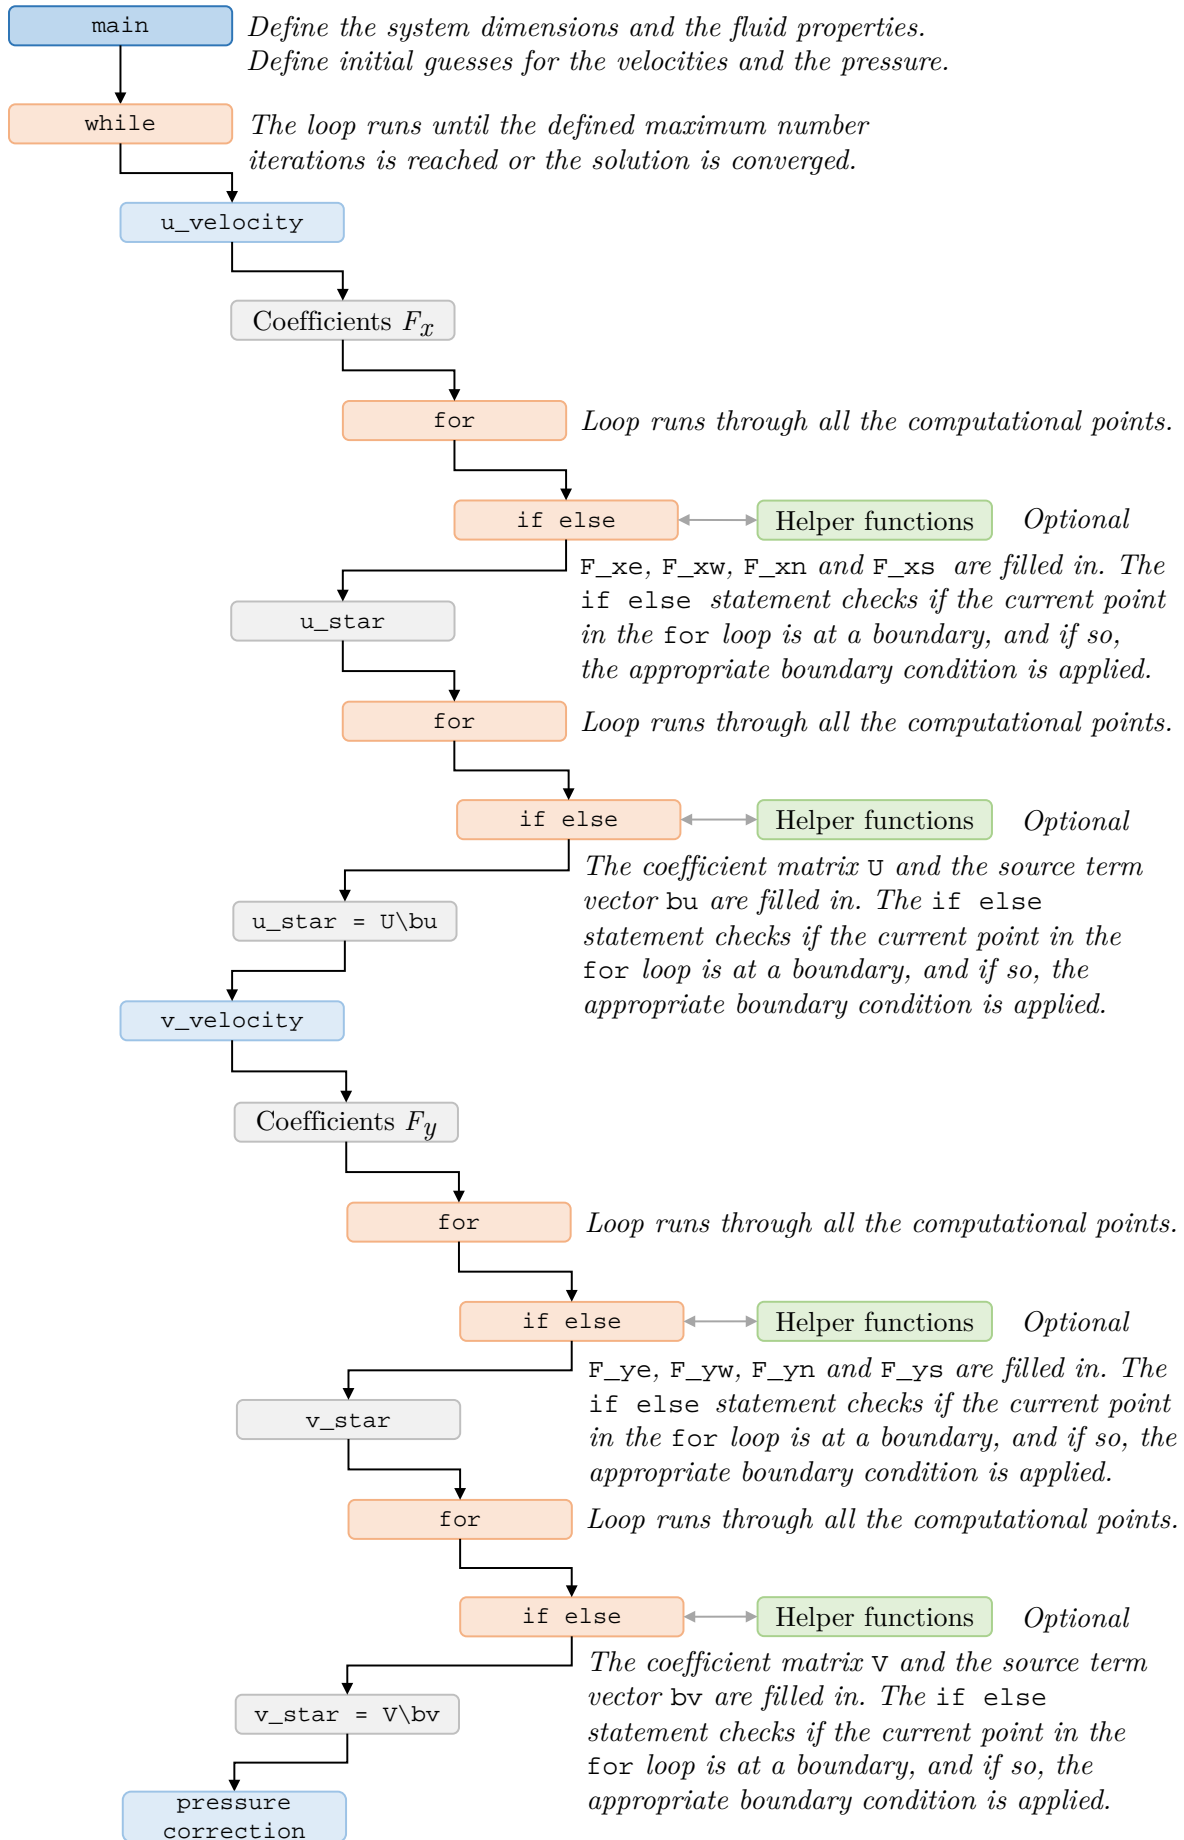 main
Define the system dimensions and the fluid properties.
Define initial guesses for the velocities and the pressure.
while
The loop runs until the defined maximum number
iterations is reached or the solution is converged.
u_velocity
Coefficients F_x
for
Loop runs through all the computational points.
if else
Helper functions
Optional
F_xe, F_xw, F_xn and F_xs are filled in. The
if else statement checks if the current point
in the for loop is at a boundary, and if so,
the appropriate boundary condition is applied.
u_star
for
Loop runs through all the computational points.
if else
Helper functions
Optional
The coefficient matrix U and the source term
vector bu are filled in. The if else
statement checks if the current point in the
for loop is at a boundary, and if so, the
appropriate boundary condition is applied.
u_star = U\bu
v_velocity
Coefficients F_y
for
Loop runs through all the computational points.
if else
Helper functions
Optional
F_ye, F_yw, F_yn and F_ys are filled in. The
if else statement checks if the current point
in the for loop is at a boundary, and if so, the
appropriate boundary condition is applied.
v_star
for
Loop runs through all the computational points.
if else
Helper functions
Optional
The coefficient matrix V and the source term
vector bv are filled in. The if else
statement checks if the current point in the
for loop is at a boundary, and if so, the
appropriate boundary condition is applied.
v_star = V\bv
pressure
correction